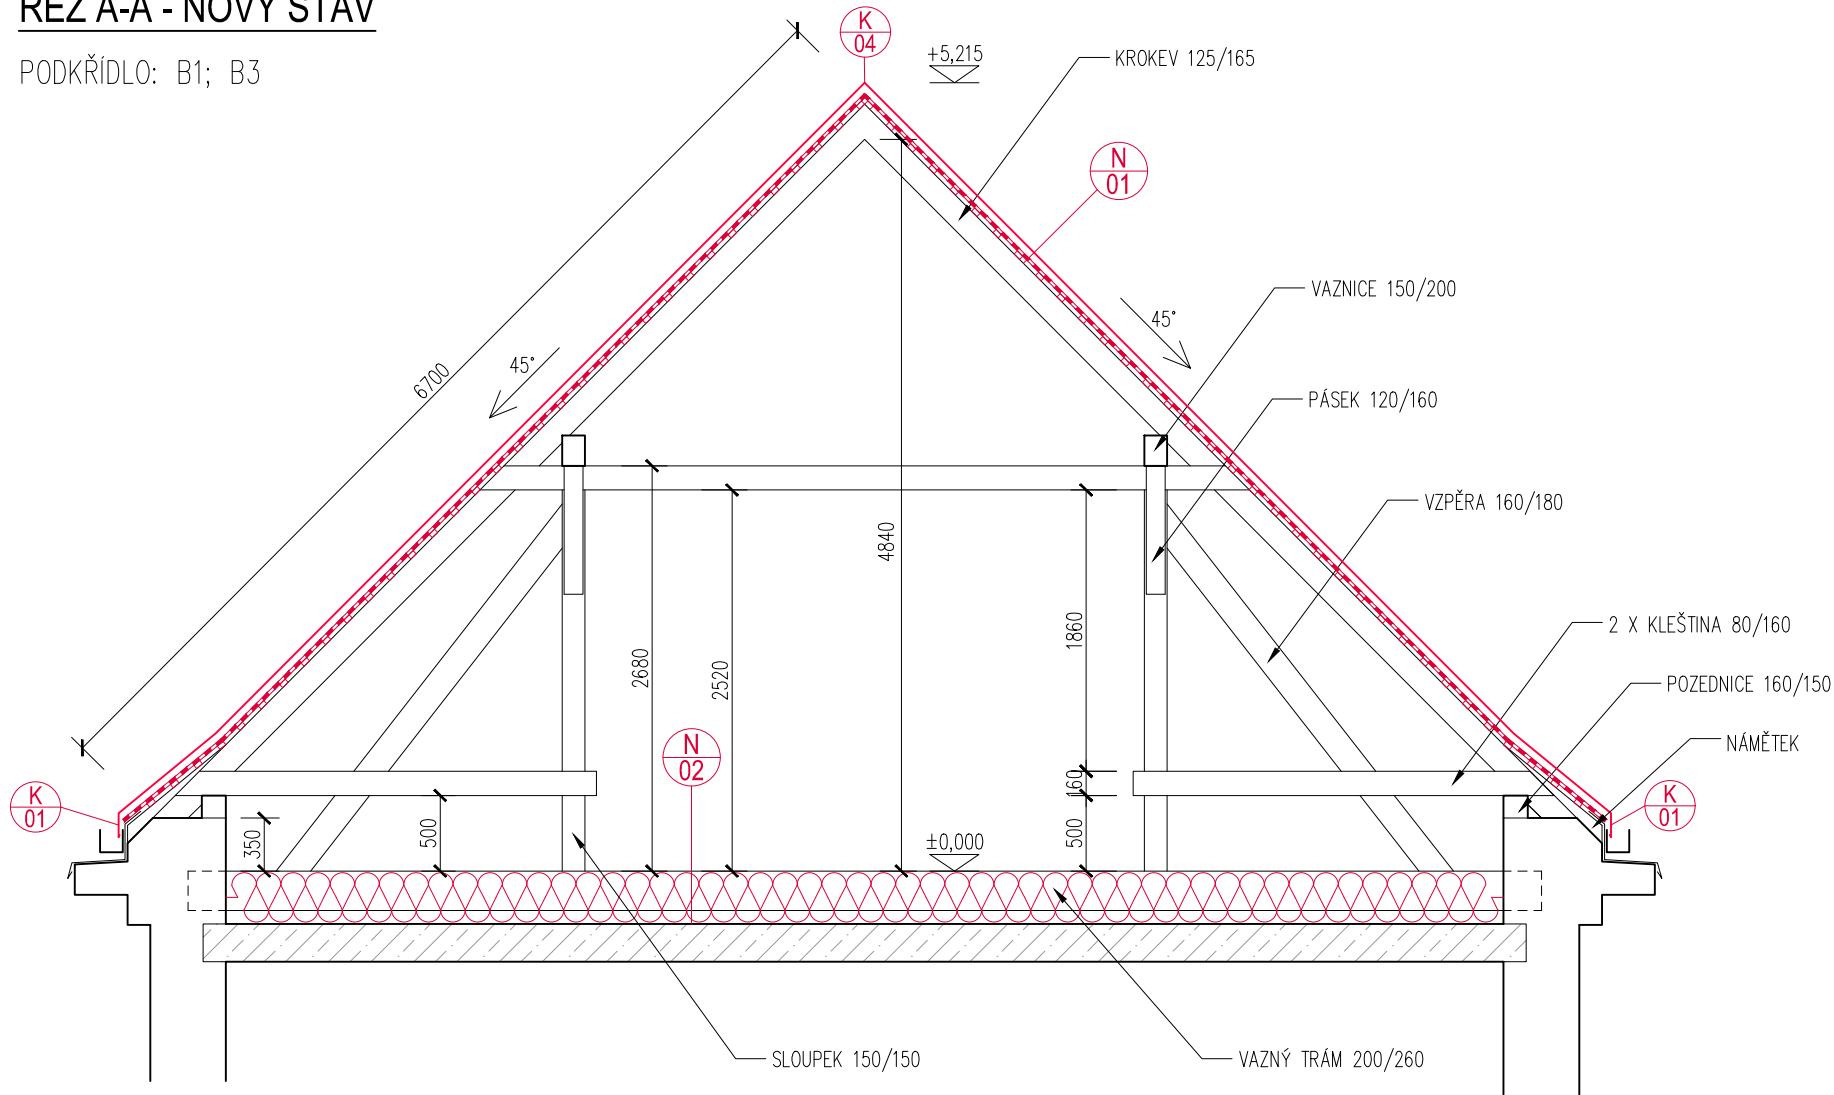 ŘEZ A-A - NOVÝ STAV
PODKŘÍDLO: B1; B3
K
04
+5,215
KROKEV 125/165
N
01
VAZNICE 150/200
45°
45°
6700
PÁSEK 120/160
VZPĚRA 160/180
4840
2 X KLEŠTINA 80/160
1860
2680
2520
POZEDNICE 160/150
NÁMĚTEK
N
02
160
K
01
K
01
350
500
500
±0,000
SLOUPEK 150/150
VAZNÝ TRÁM 200/260